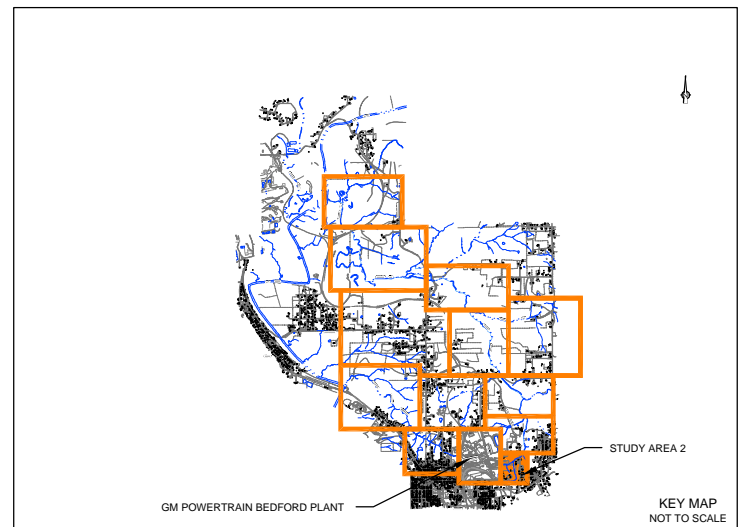 STUDY AREA 2
GM POWERTRAIN BEDFORD PLANT
KEY MAP
NOT TO SCALE